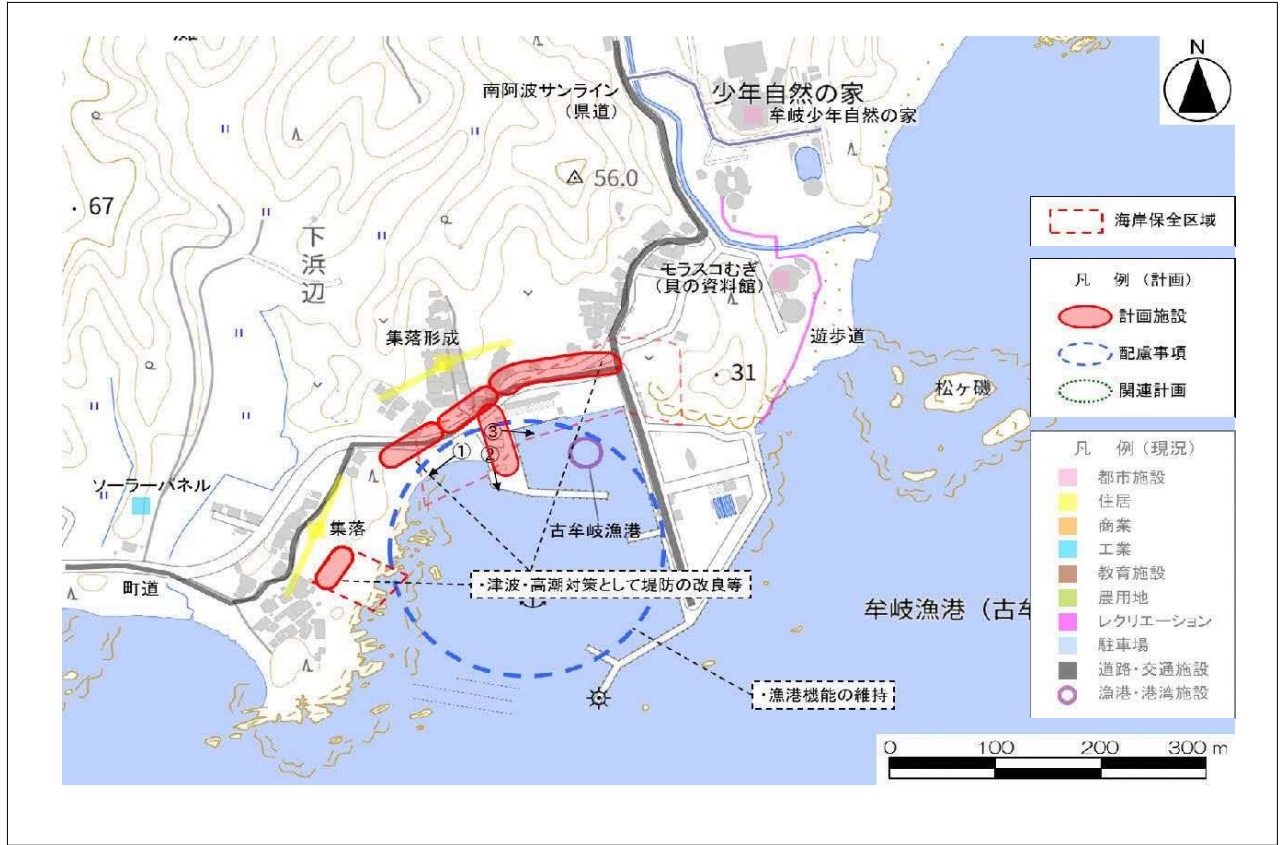 N
南阿波サンライン
(県道)
少年自然の家
牟岐少年自然の家
56.0
67
下浜辺
モラスコむぎ
(貝の資料館)
集落形成
遊歩道
31
松ヶ磯
①
②
③
ソーラーパネル
集落
古牟岐漁港
町道
・津波・高潮対策として堤防の改良等
牟岐漁港(古牟
・漁港機能の維持
海岸保全区域
凡 例(計画)
計画施設
配慮事項
関連計画
凡 例(現況)
都市施設
住居
商業
工業
教育施設
農用地
レクリエーション
駐車場
道路・交通施設
漁港・港湾施設
0 100 200 300 m